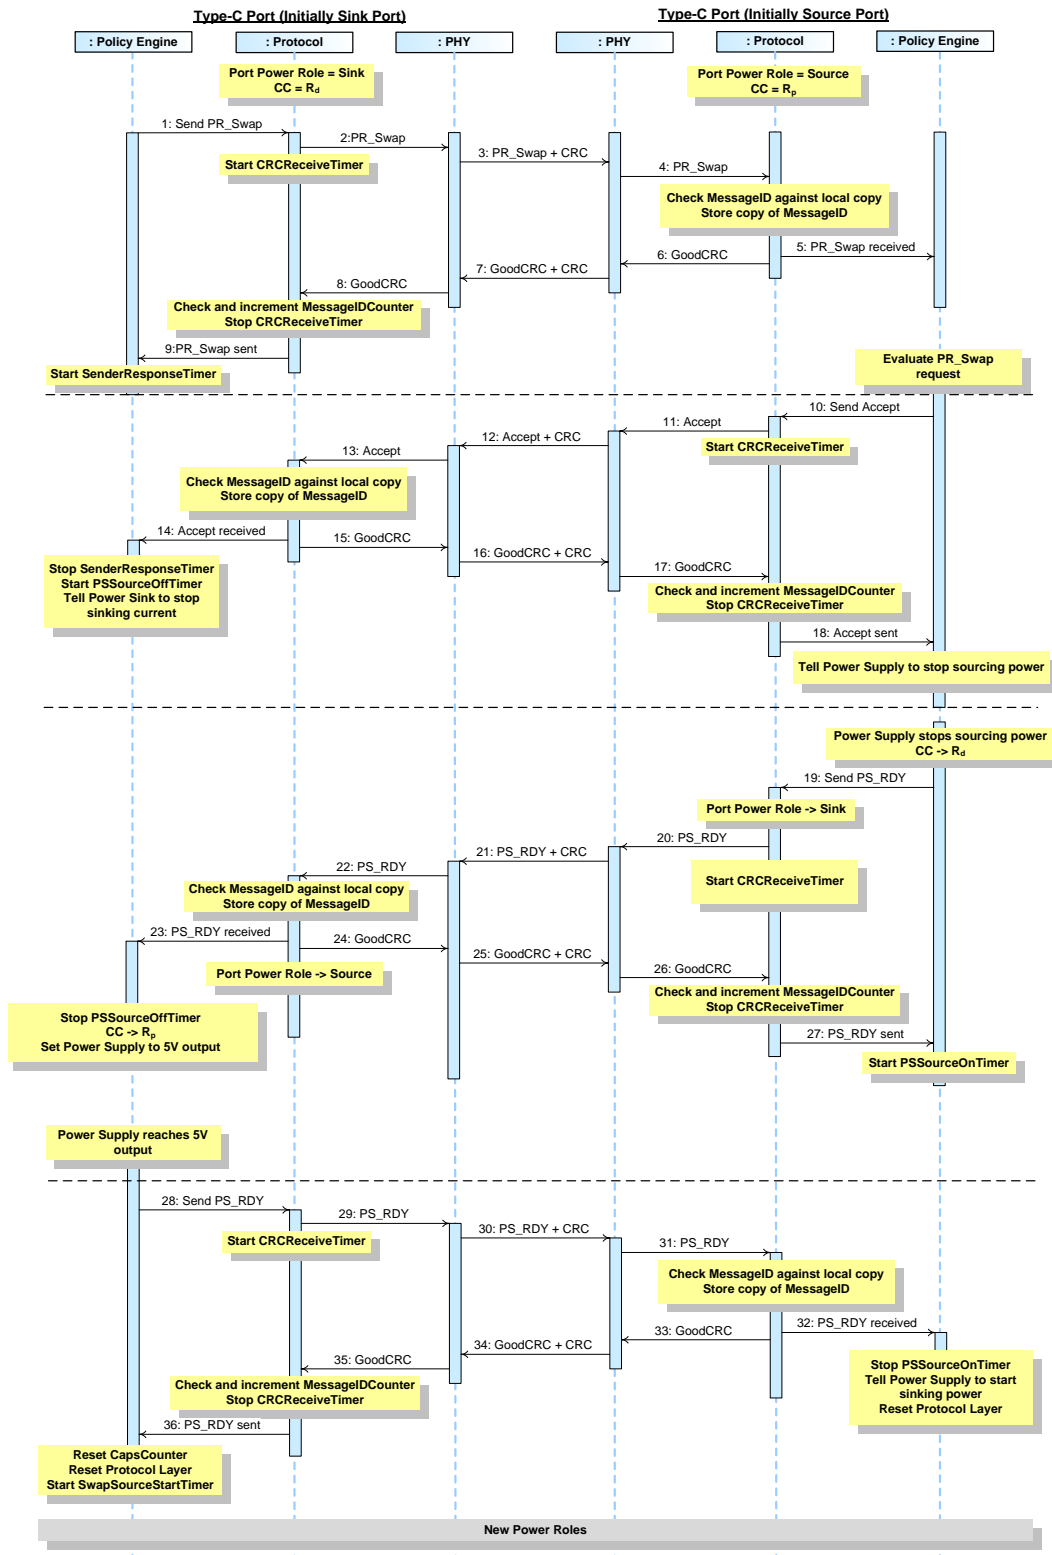 Type-C Port (Initially Sink Port)
Type-C Port (Initially Source Port)
: Policy Engine
: Protocol
: PHY
: PHY
: Protocol
: Policy Engine
Port Power Role = Sink
CC = Rd
Port Power Role = Source
CC = Rp
1: Send PR_Swap
2:PR_Swap
Start CRCReceiveTimer
3: PR_Swap + CRC
4: PR_Swap
Check MessageID against local copy
Store copy of MessageID
5: PR_Swap received
6: GoodCRC
7: GoodCRC + CRC
8: GoodCRC
Check and increment MessageIDCounter
Stop CRCReceiveTimer
9:PR_Swap sent
Start SenderResponseTimer
Evaluate PR_Swap
request
10: Send Accept
11: Accept
Start CRCReceiveTimer
12: Accept + CRC
13: Accept
Check MessageID against local copy
Store copy of MessageID
14: Accept received
15: GoodCRC
16: GoodCRC + CRC
17: GoodCRC
Stop SenderResponseTimer
Start PSSourceOffTimer
Tell Power Sink to stop
sinking current
Check and increment MessageIDCounter
Stop CRCReceiveTimer
18: Accept sent
Tell Power Supply to stop sourcing power
Power Supply stops sourcing power
CC -> Rd
19: Send PS_RDY
Port Power Role -> Sink
20: PS_RDY
21: PS_RDY + CRC
22: PS_RDY
Start CRCReceiveTimer
Check MessageID against local copy
Store copy of MessageID
23: PS_RDY received
24: GoodCRC
25: GoodCRC + CRC
26: GoodCRC
Port Power Role -> Source
Check and increment MessageIDCounter
Stop CRCReceiveTimer
Stop PSSourceOffTimer
CC -> Rp
Set Power Supply to 5V output
27: PS_RDY sent
Start PSSourceOnTimer
Power Supply reaches 5V
output
28: Send PS_RDY
29: PS_RDY
Start CRCReceiveTimer
30: PS_RDY + CRC
31: PS_RDY
Check MessageID against local copy
Store copy of MessageID
32: PS_RDY received
33: GoodCRC
34: GoodCRC + CRC
35: GoodCRC
Stop PSSourceOnTimer
Tell Power Supply to start
sinking power
Reset Protocol Layer
Check and increment MessageIDCounter
Stop CRCReceiveTimer
36: PS_RDY sent
Reset CapsCounter
Reset Protocol Layer
Start SwapSourceStartTimer
New Power Roles